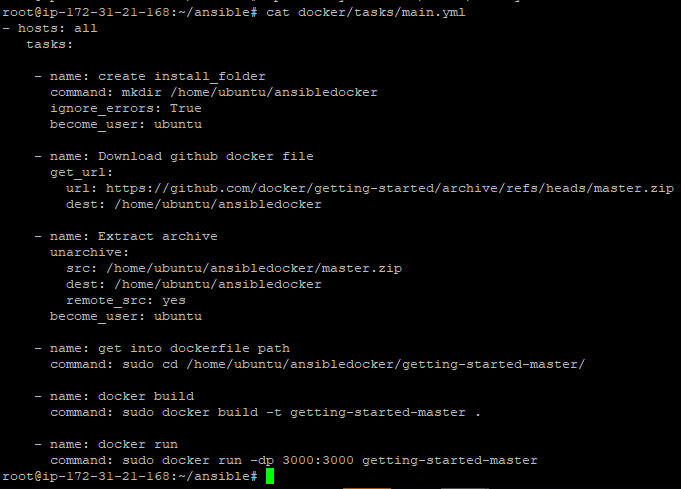 root@ip-172-31-21-168:~/ansible# cat docker/tasks/main.yml
- hosts: all
   tasks:

    - name: create install_folder
      command: mkdir /home/ubuntu/ansibledocker
      ignore_errors: True
      become_user: ubuntu

    - name: Download github docker file
      get_url:
        url: https://github.com/docker/getting-started/archive/refs/heads/master.zip
        dest: /home/ubuntu/ansibledocker

    - name: Extract archive
      unarchive:
        src: /home/ubuntu/ansibledocker/master.zip
        dest: /home/ubuntu/ansibledocker
        remote_src: yes
      become_user: ubuntu

    - name: get into dockerfile path
      command: sudo cd /home/ubuntu/ansibledocker/getting-started-master/

    - name: docker build
      command: sudo docker build -t getting-started-master .

    - name: docker run
      command: sudo docker run -dp 3000:3000 getting-started-master
root@ip-172-31-21-168:~/ansible#